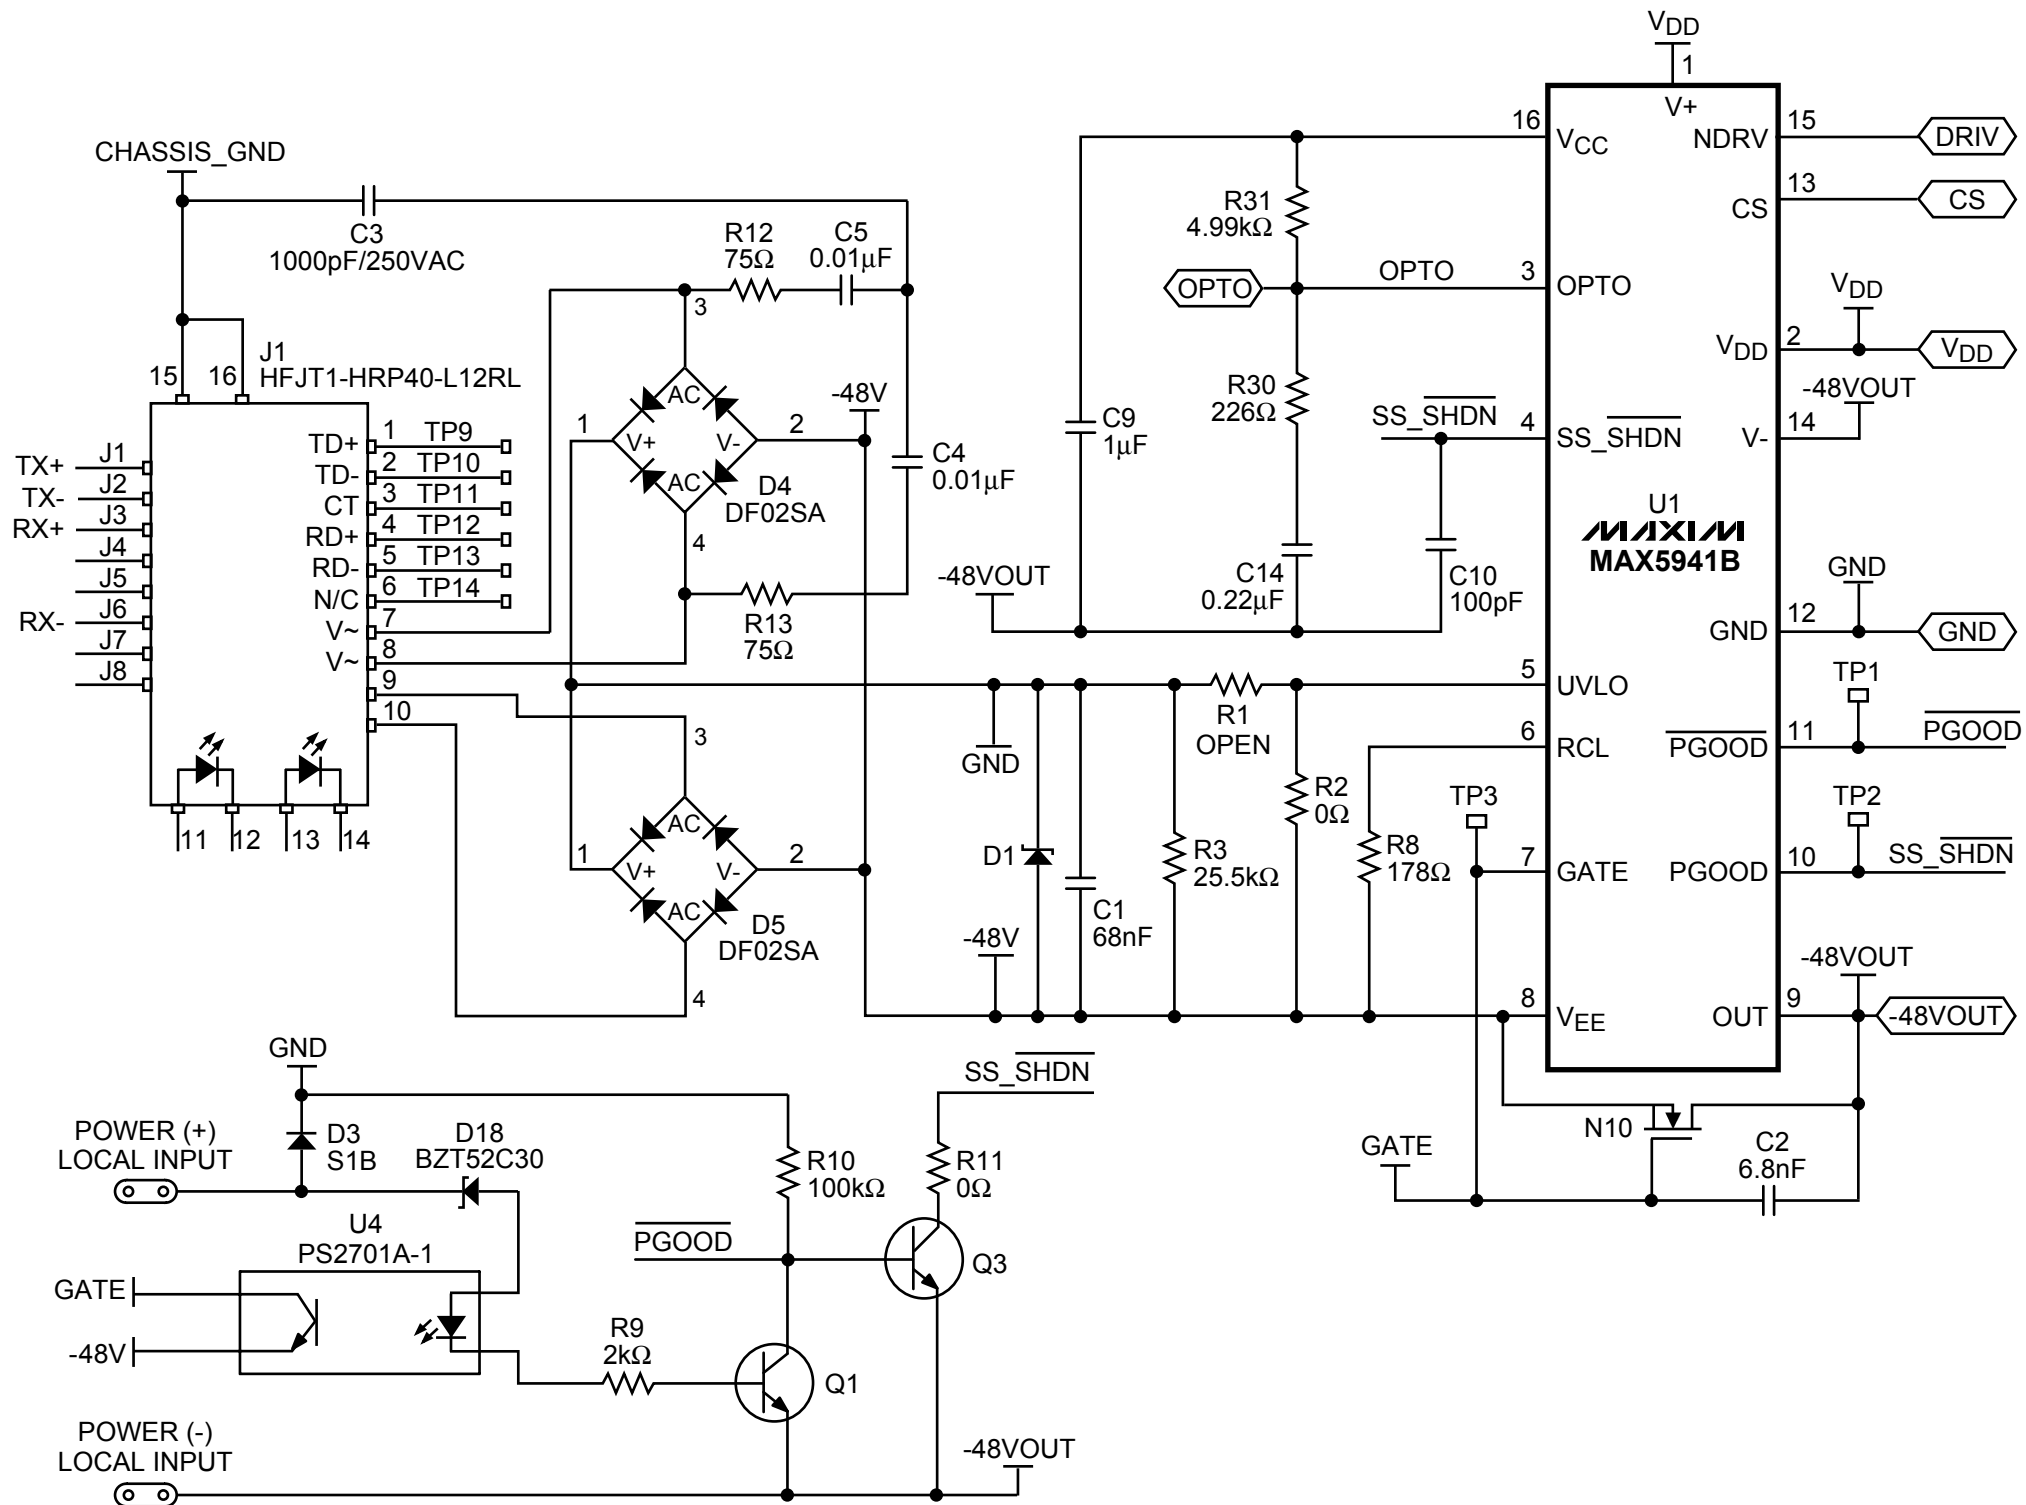 VDD
1
V+
16
VCC
NDRV
15
DRIV
CS
13
CS
CHASSIS_GND
C3
1000pF/250VAC
R12
75Ω
C5
0.01μF
R31
4.99kΩ
OPTO
OPTO
3
OPTO
VDD
VDD
2
VDD
-48VOUT
V-
14
3
AC
1
V+
V-
2
AC
4
-48V
D4
DF02SA
C4
0.01μF
R13
75Ω
R30
226Ω
C9
1μF
SS_SHDN
4
SS_SHDN
U1
MAXIM
MAX5941B
-48VOUT
C14
0.22μF
C10
100pF
GND
GND
12
GND
15
16
J1
HFJT1-HRP40-L12RL
TX+
J1
TX-
J2
RX+
J3
J4
J5
RX-
J6
J7
J8
TD+
1
TP9
TD-
2
TP10
CT
3
TP11
RD+
4
TP12
RD-
5
TP13
N/C
6
TP14
V~
7
V~
8
9
10
11
12
13
14
5
UVLO
TP1
R1
OPEN
6
RCL
PGOOD
11
PGOOD
GND
3
AC
1
V+
V-
2
AC
4
D5
DF02SA
D1
C1
68nF
R3
25.5kΩ
R2
0Ω
R8
178Ω
TP3
7
GATE
TP2
PGOOD
10
SS_SHDN
-48V
8
VEE
-48VOUT
OUT
9
-48VOUT
N10
GATE
C2
6.8nF
GND
POWER (+)
LOCAL INPUT
D3
S1B
D18
BZT52C30
R10
100kΩ
SS_SHDN
R11
0Ω
PGOOD
Q3
U4
PS2701A-1
GATE
-48V
R9
2kΩ
Q1
POWER (-)
LOCAL INPUT
-48VOUT